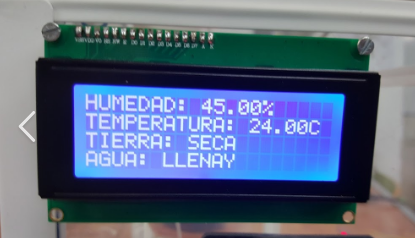 HUMEDAD: 45.00%
TEMPERATURA: 24.00C
TIERRA: SECA
AGUA: LLENAY